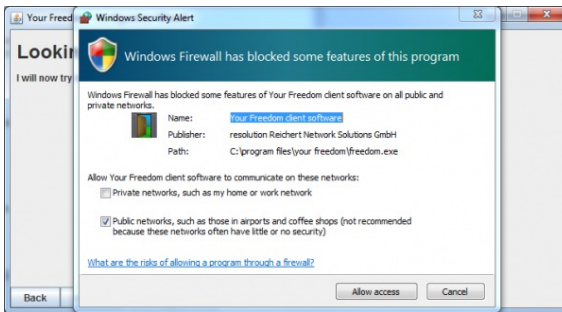 Your Freed
Windows Security Alert
Lookin
I will now try
Windows Firewall has blocked some features of this program
Windows Firewall has blocked some features of Your Freedom client software on all public and
private networks.
Name: Your Freedom client software
Publisher: resolution Reichert Network Solutions GmbH
Path: C:\program files\your freedom\freedom.exe
Allow Your Freedom client software to communicate on these networks:
Private networks, such as my home or work network
Public networks, such as those in airports and coffee shops (not recommended
because these networks often have little or no security)
What are the risks of allowing a program through a firewall?
Back
Allow access
Cancel